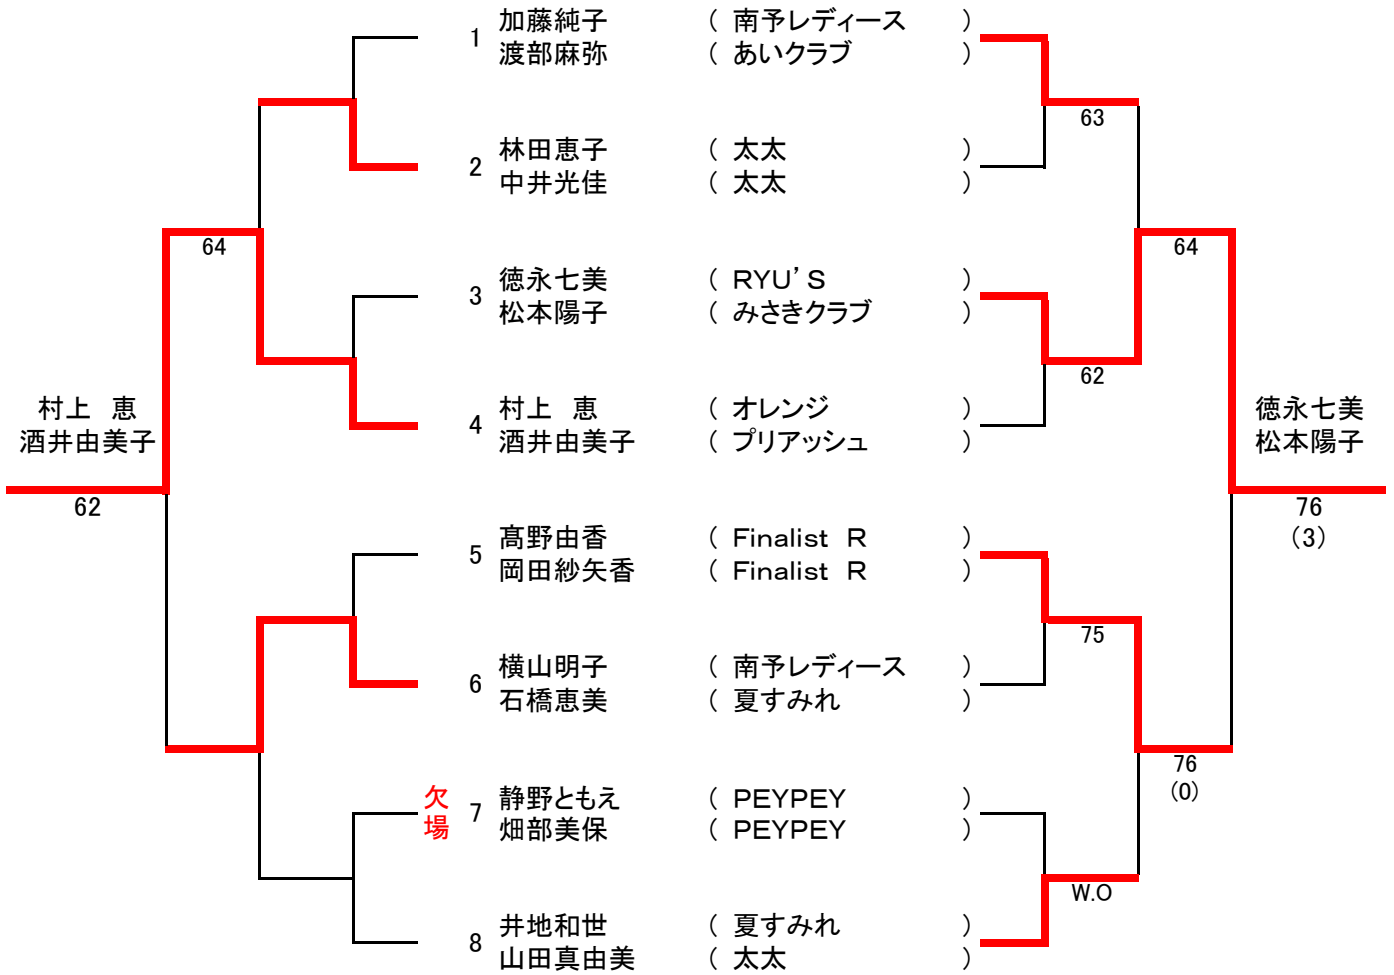 1 加藤純子 ( 南予レディース )
渡部麻弥 ( あいクラブ )
63
2 林田恵子 ( 太太 )
中井光佳 ( 太太 )
64
64
3 徳永七美 ( RYU'S )
松本陽子 ( みさきクラブ )
62
村上 恵
酒井由美子
62
4 村上 恵 ( オレンジ )
酒井由美子 ( プリアッシュ )
徳永七美
松本陽子
76
(3)
5 髙野由香 ( Finalist R )
岡田紗矢香 ( Finalist R )
75
6 横山明子 ( 南予レディース )
石橋恵美 ( 夏すみれ )
76
(0)
欠場
7 静野ともえ ( PEYPEY )
畑部美保 ( PEYPEY )
W.O
8 井地和世 ( 夏すみれ )
山田真由美 ( 太太 )